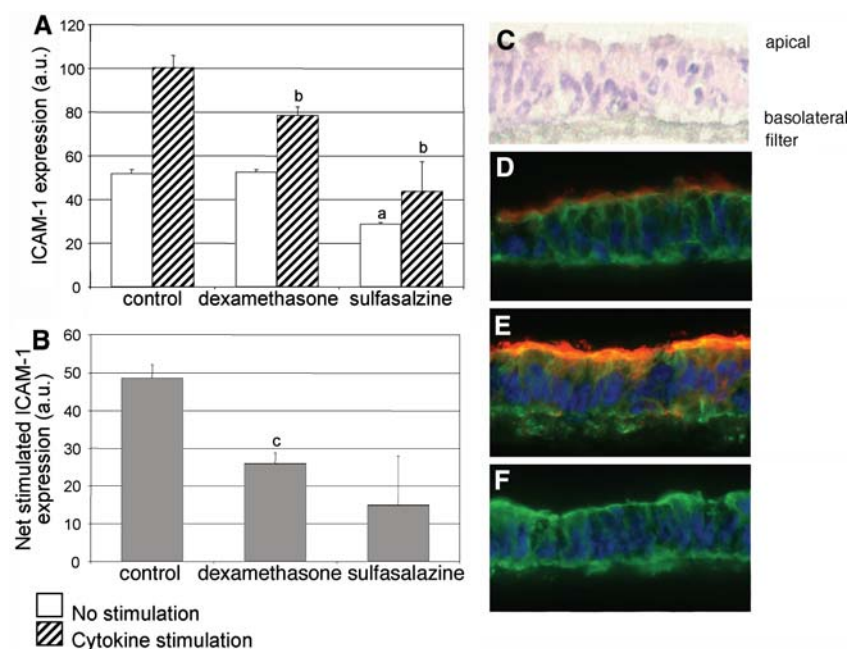 A
ICAM-1 expression (a.u.)
120
100
80
60
40
20
0
b
b
a
control
dexamethasone
sulfasalzine
B
Net stimulated ICAM-1
expression (a.u.)
60
50
40
30
20
10
0
c
control
dexamethasone
sulfasalazine
No stimulation
Cytokine stimulation
C
apical
basolateral
filter
D
E
F